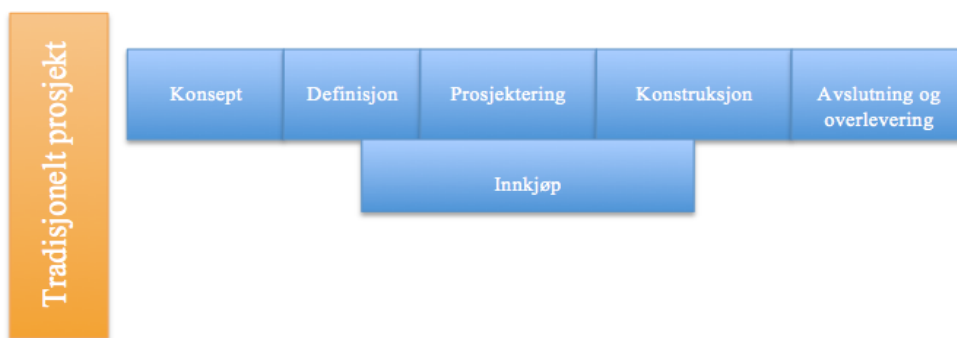 Tradisjonelt prosjekt
Konsept
Definisjon
Prosjektering
Konstruksjon
Avslutning og
overlevering
Innkjøp